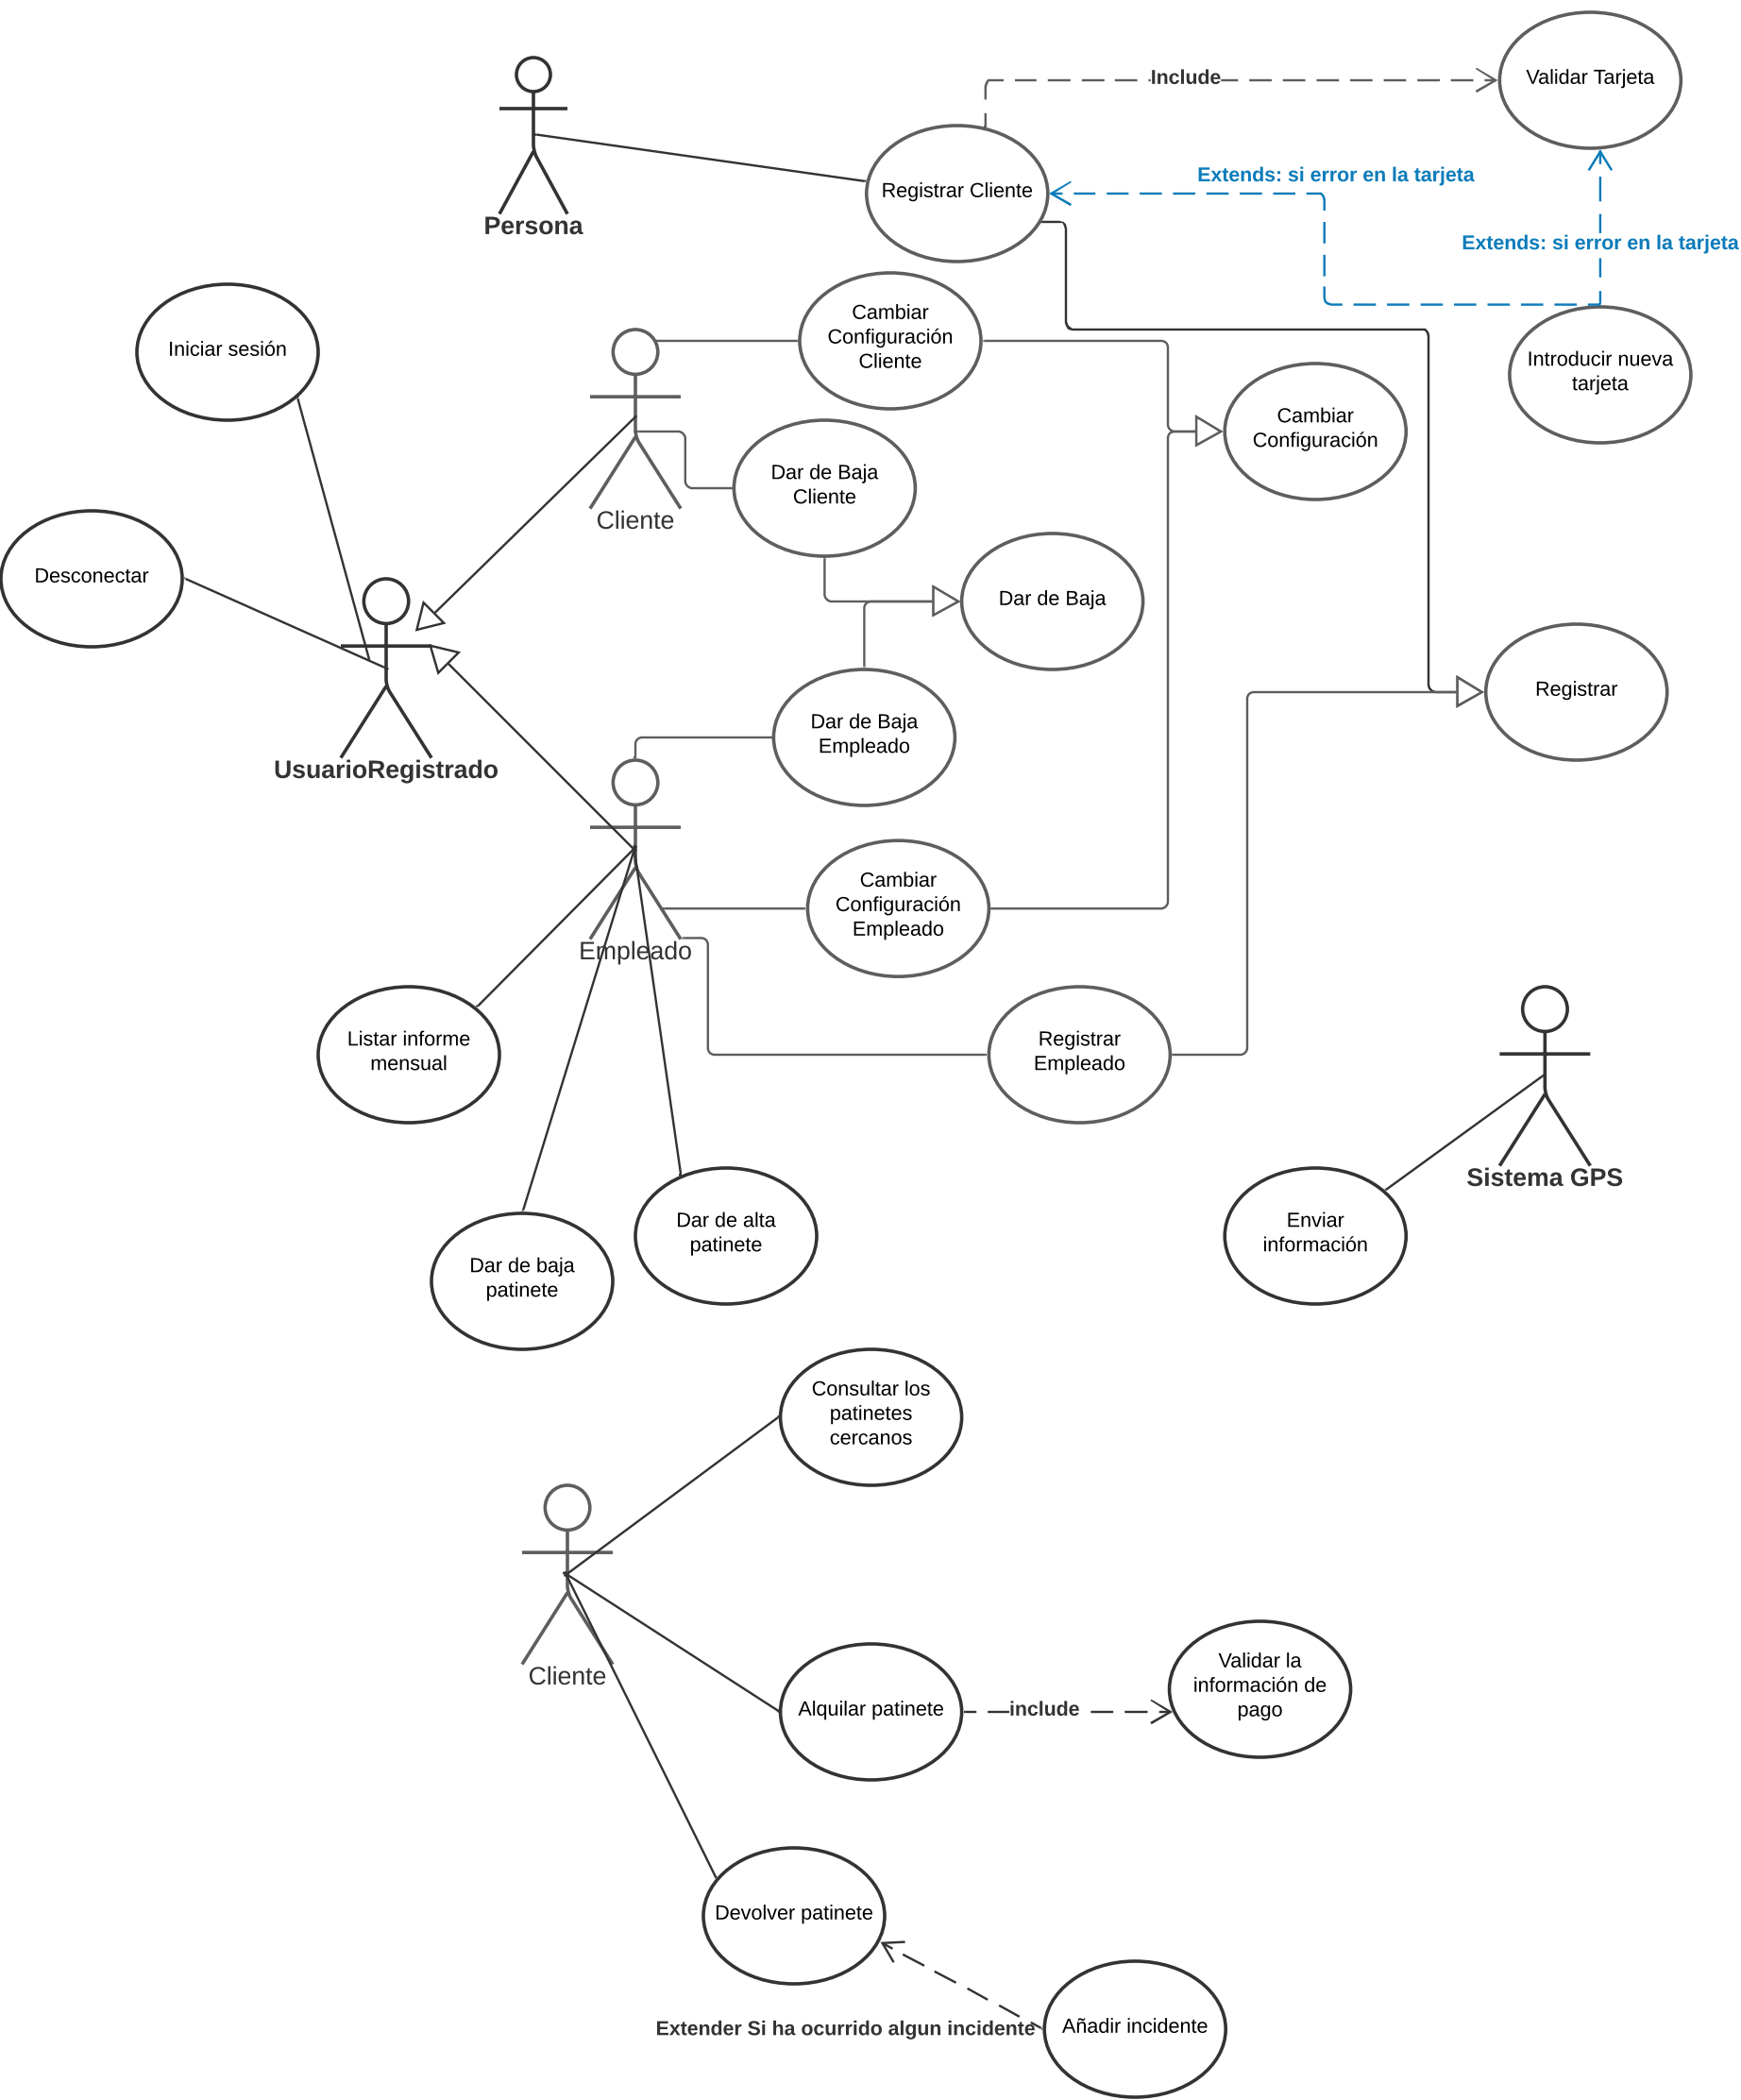 Include
Validar Tarjeta
Extends: si error en la tarjeta
Registrar Cliente
Persona
Extends: si error en la tarjeta
Cambiar
Configuración
Cliente
Iniciar sesión
Introducir nueva
tarjeta
Cambiar
Configuración
Dar de Baja
Cliente
Cliente
Desconectar
Dar de Baja
Registrar
Dar de Baja
Empleado
UsuarioRegistrado
Cambiar
Configuración
Empleado
Empleado
Listar informe
mensual
Registrar
Empleado
Sistema GPS
Dar de alta
patinete
Enviar
información
Dar de baja
patinete
Consultar los
patinetes
cercanos
Cliente
Validar la
información de
pago
Alquilar patinete
include
Devolver patinete
Extender Si ha ocurrido algun incidente
Añadir incidente